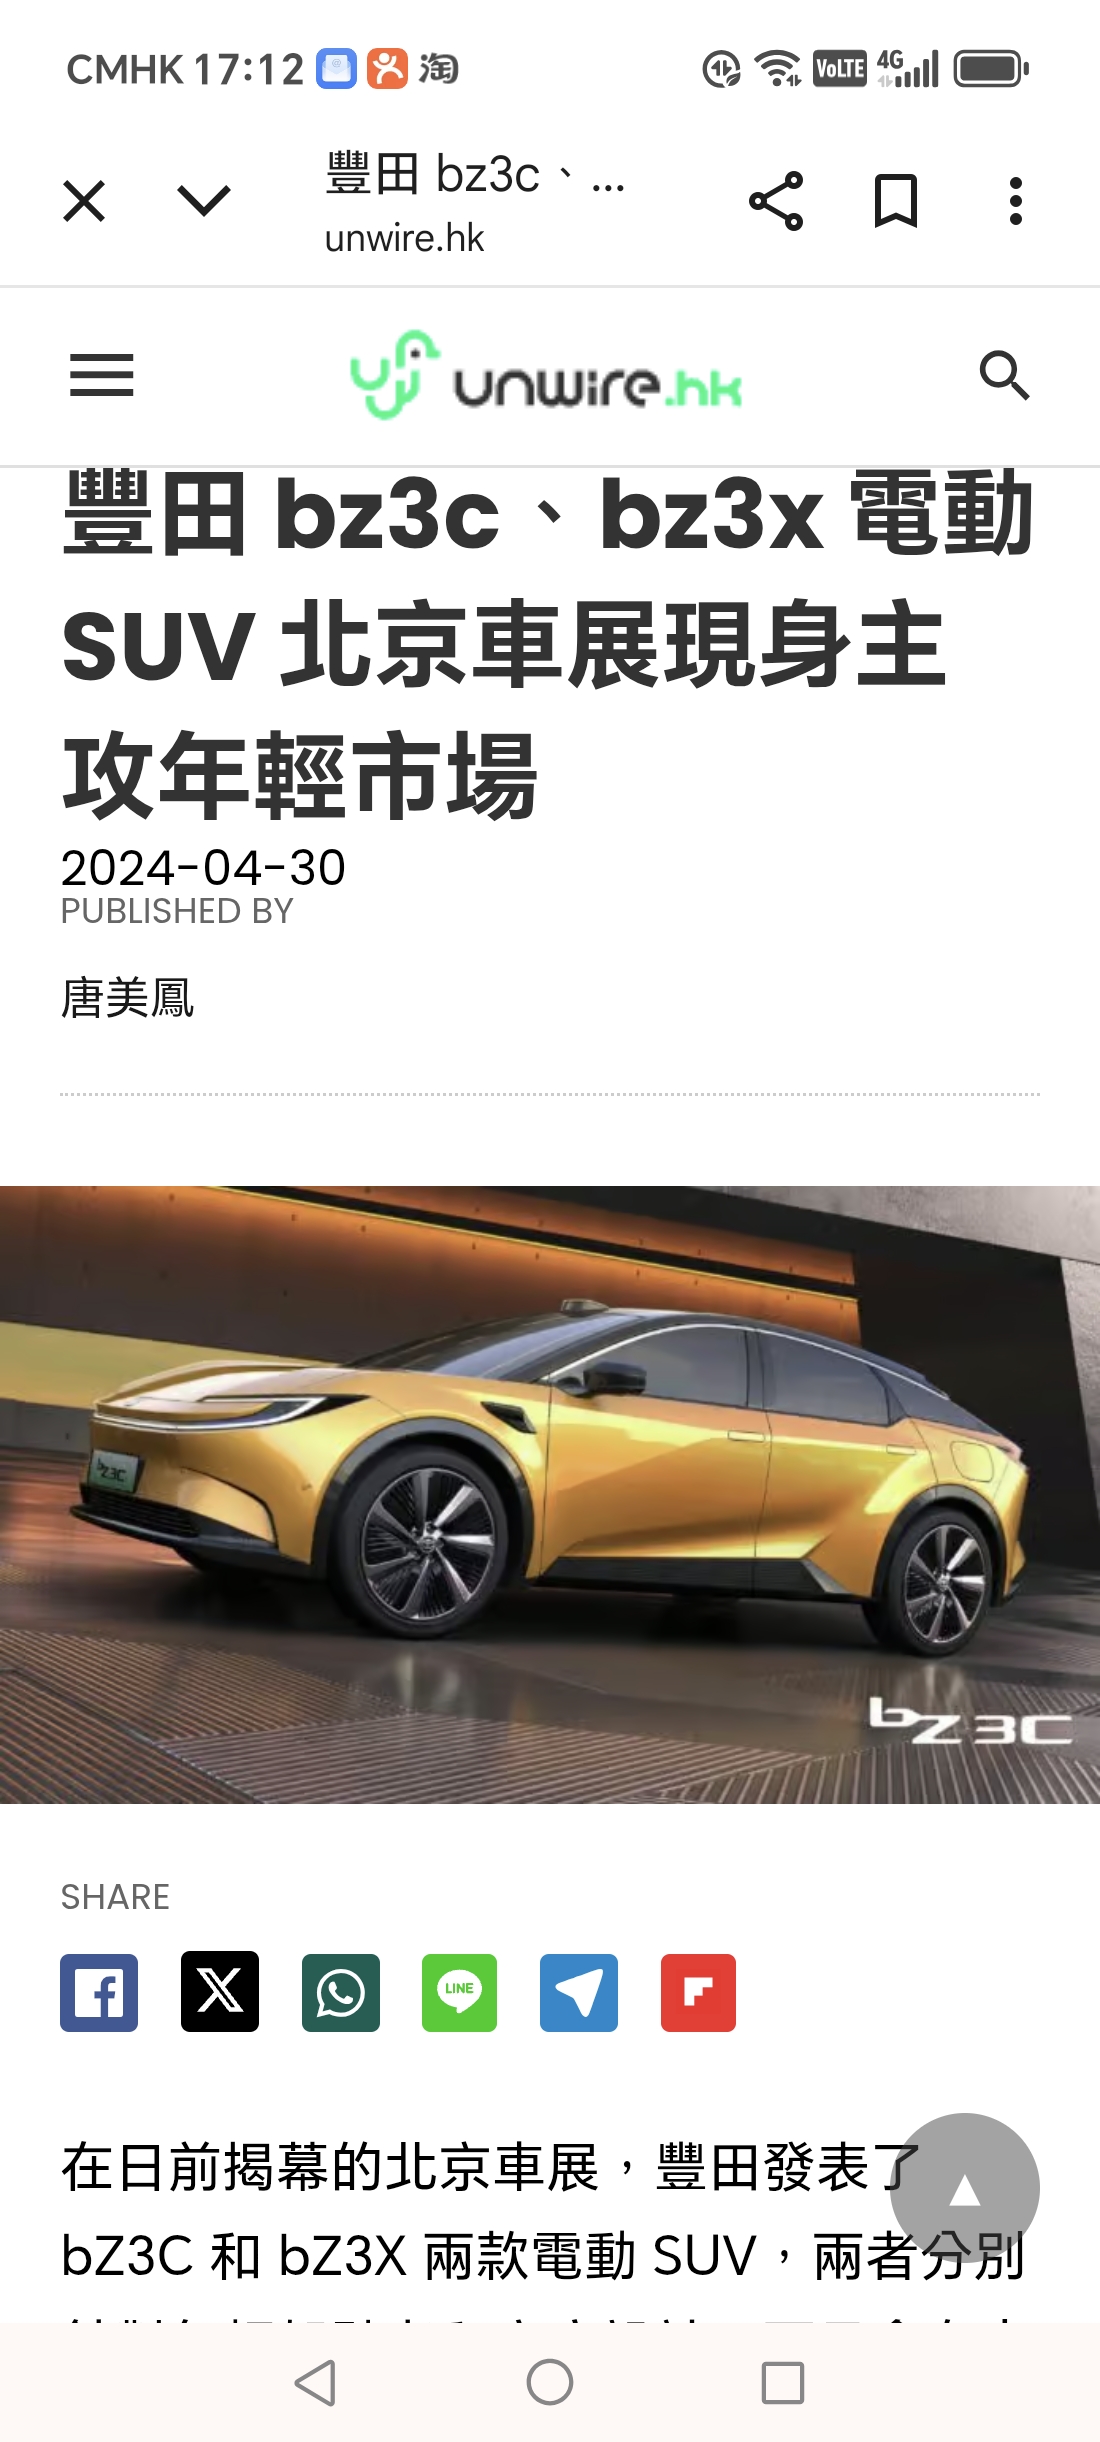 CMHK 17:12 淘 VoLTE 4G
豐田 bz3c、...
unwire.hk
unwire.hk
豐田 bz3c、bz3x 電動
SUV 北京車展現身主
攻年輕市場
2024-04-30
PUBLISHED BY
唐美鳳
bZ3C
bZ3C
SHARE
LINE
在日前揭幕的北京車展，豐田發表了
bZ3C 和 bZ3X 兩款電動 SUV，兩者分別